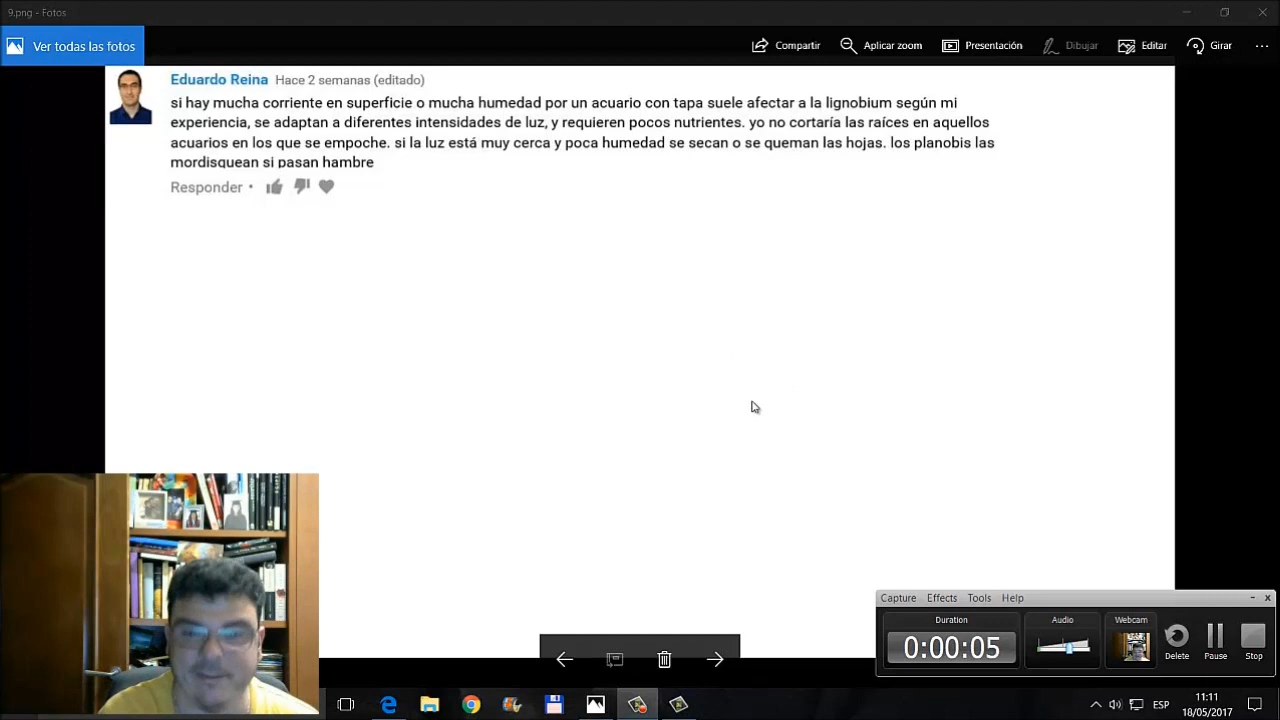 9.png - Fotos
Ver todas las fotos
Compartir
Aplicar zoom
Presentación
Dibujar
Editar
Girar
Eduardo Reina Hace 2 semanas (editado)
si hay mucha corriente en superficie o mucha humedad por un acuario con tapa suele afectar a la lignobium según mi
experiencia, se adaptan a diferentes intensidades de luz, y requieren pocos nutrientes. yo no cortaría las raíces en aquellos
acuarios en los que se empoche. si la luz está muy cerca y poca humedad se secan o se queman las hojas. los planobis las
mordisquean si pasan hambre
Responder •
Capture Effects Tools Help
Duration
0:00:05
Audio
Webcam
Delete
Pause
Stop
ESP
11:11
18/05/2017